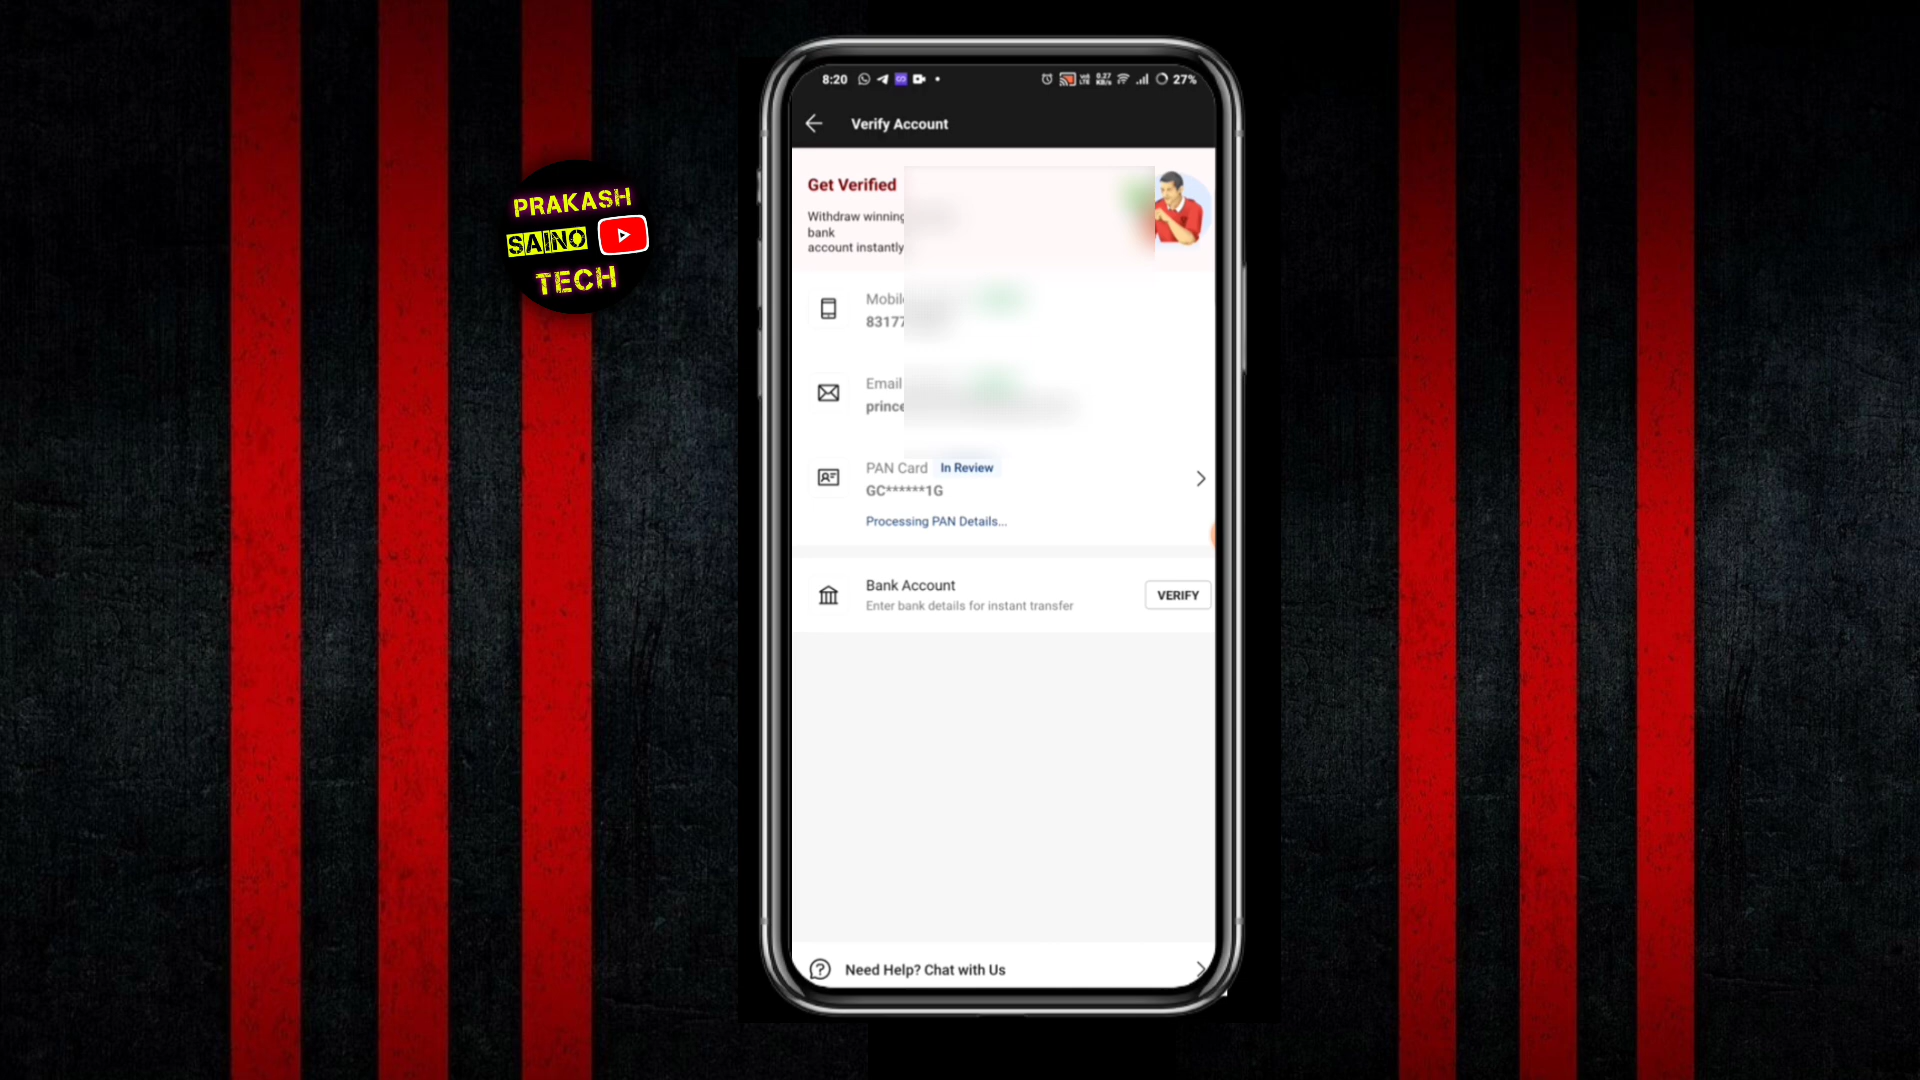 PRAKASH
SAINO
TECH
8:20
27%
Verify Account
Get Verified
Withdraw winning
bank
account instantly
Mobile
83177
Email
prince
PAN Card In Review
GC******1G
Processing PAN Details...
Bank Account
Enter bank details for instant transfer
VERIFY
Need Help? Chat with Us